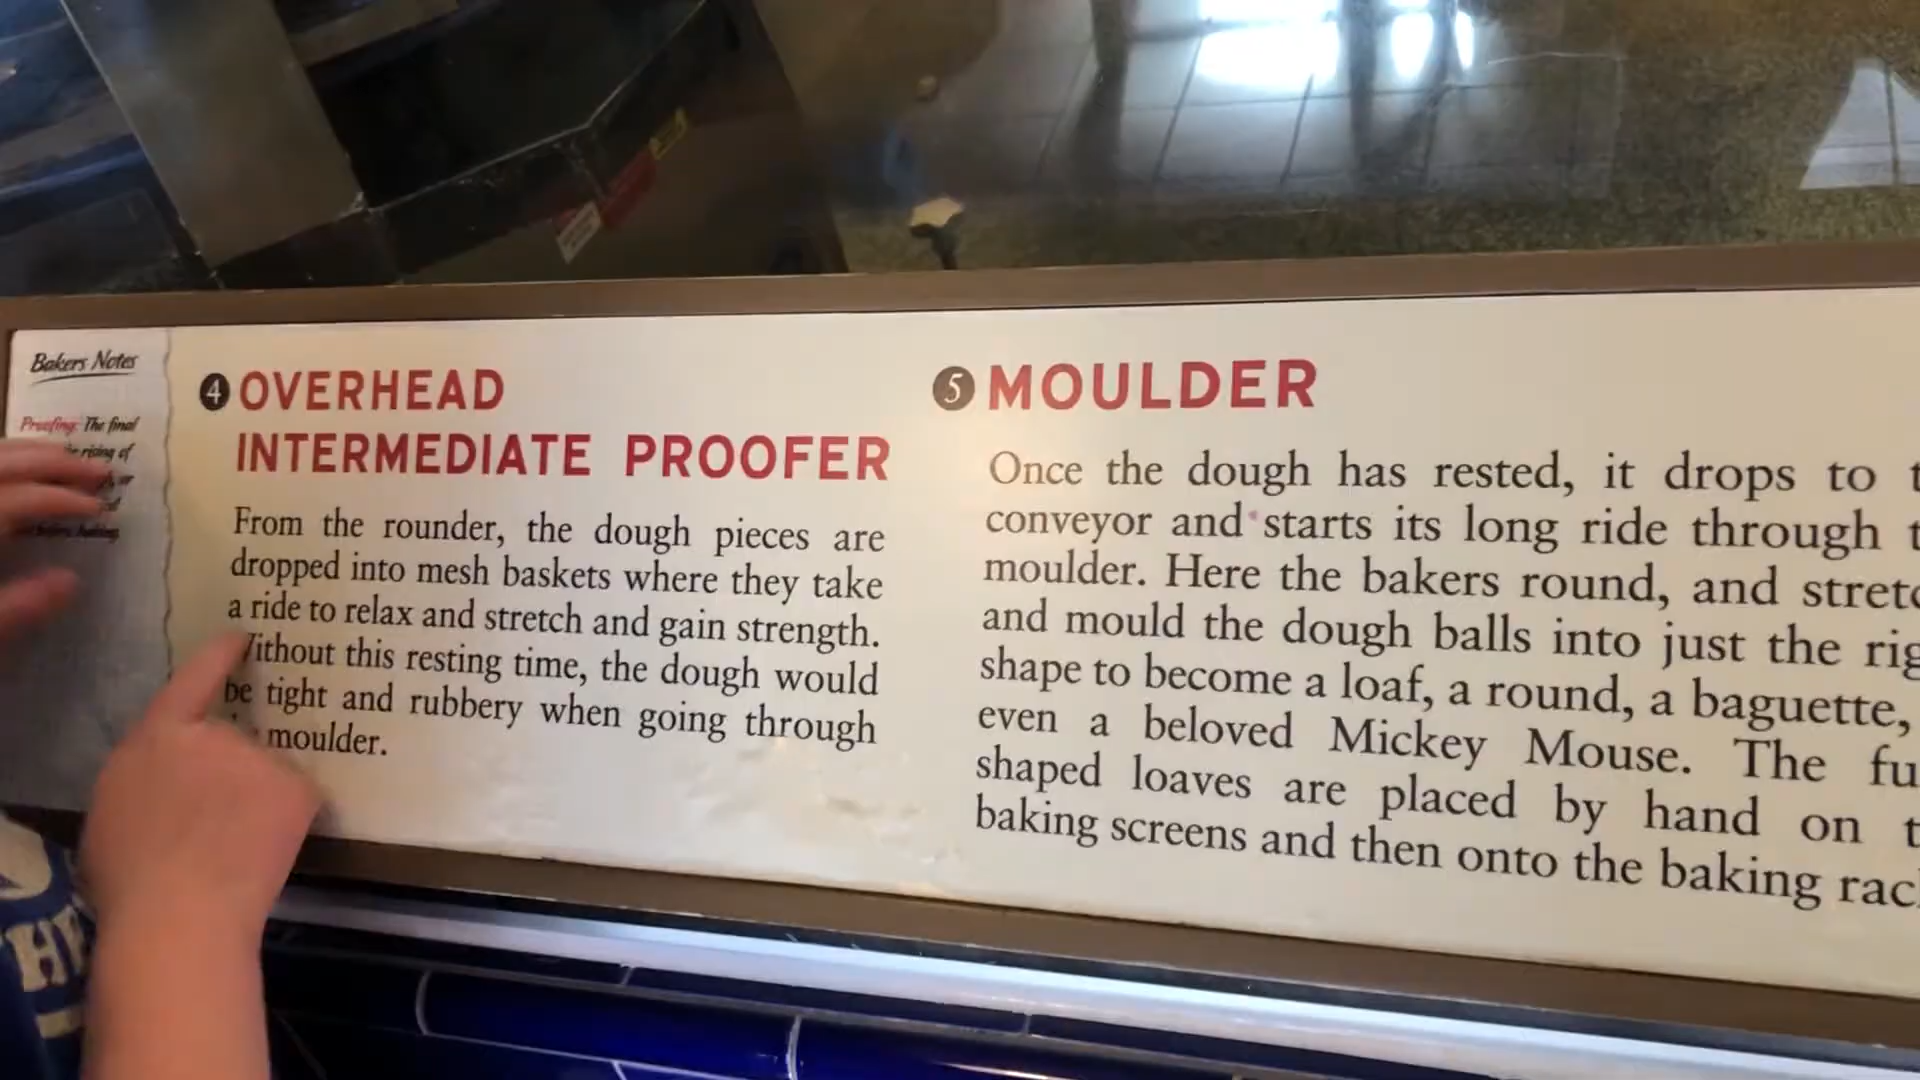 Bakers Notes
Proofing: The final
rising of
4 OVERHEAD
INTERMEDIATE PROOFER
From the rounder, the dough pieces are
dropped into mesh baskets where they take
a ride to relax and stretch and gain strength.
Without this resting time, the dough would
be tight and rubbery when going through
moulder.
5 MOULDER
Once the dough has rested, it drops to
conveyor and starts its long ride through
moulder. Here the bakers round, and
and mould the dough balls into just the
shape to become a loaf, a round, a baguette,
even a beloved Mickey Mouse. The
shaped loaves are placed by hand on
baking screens and then onto the baking